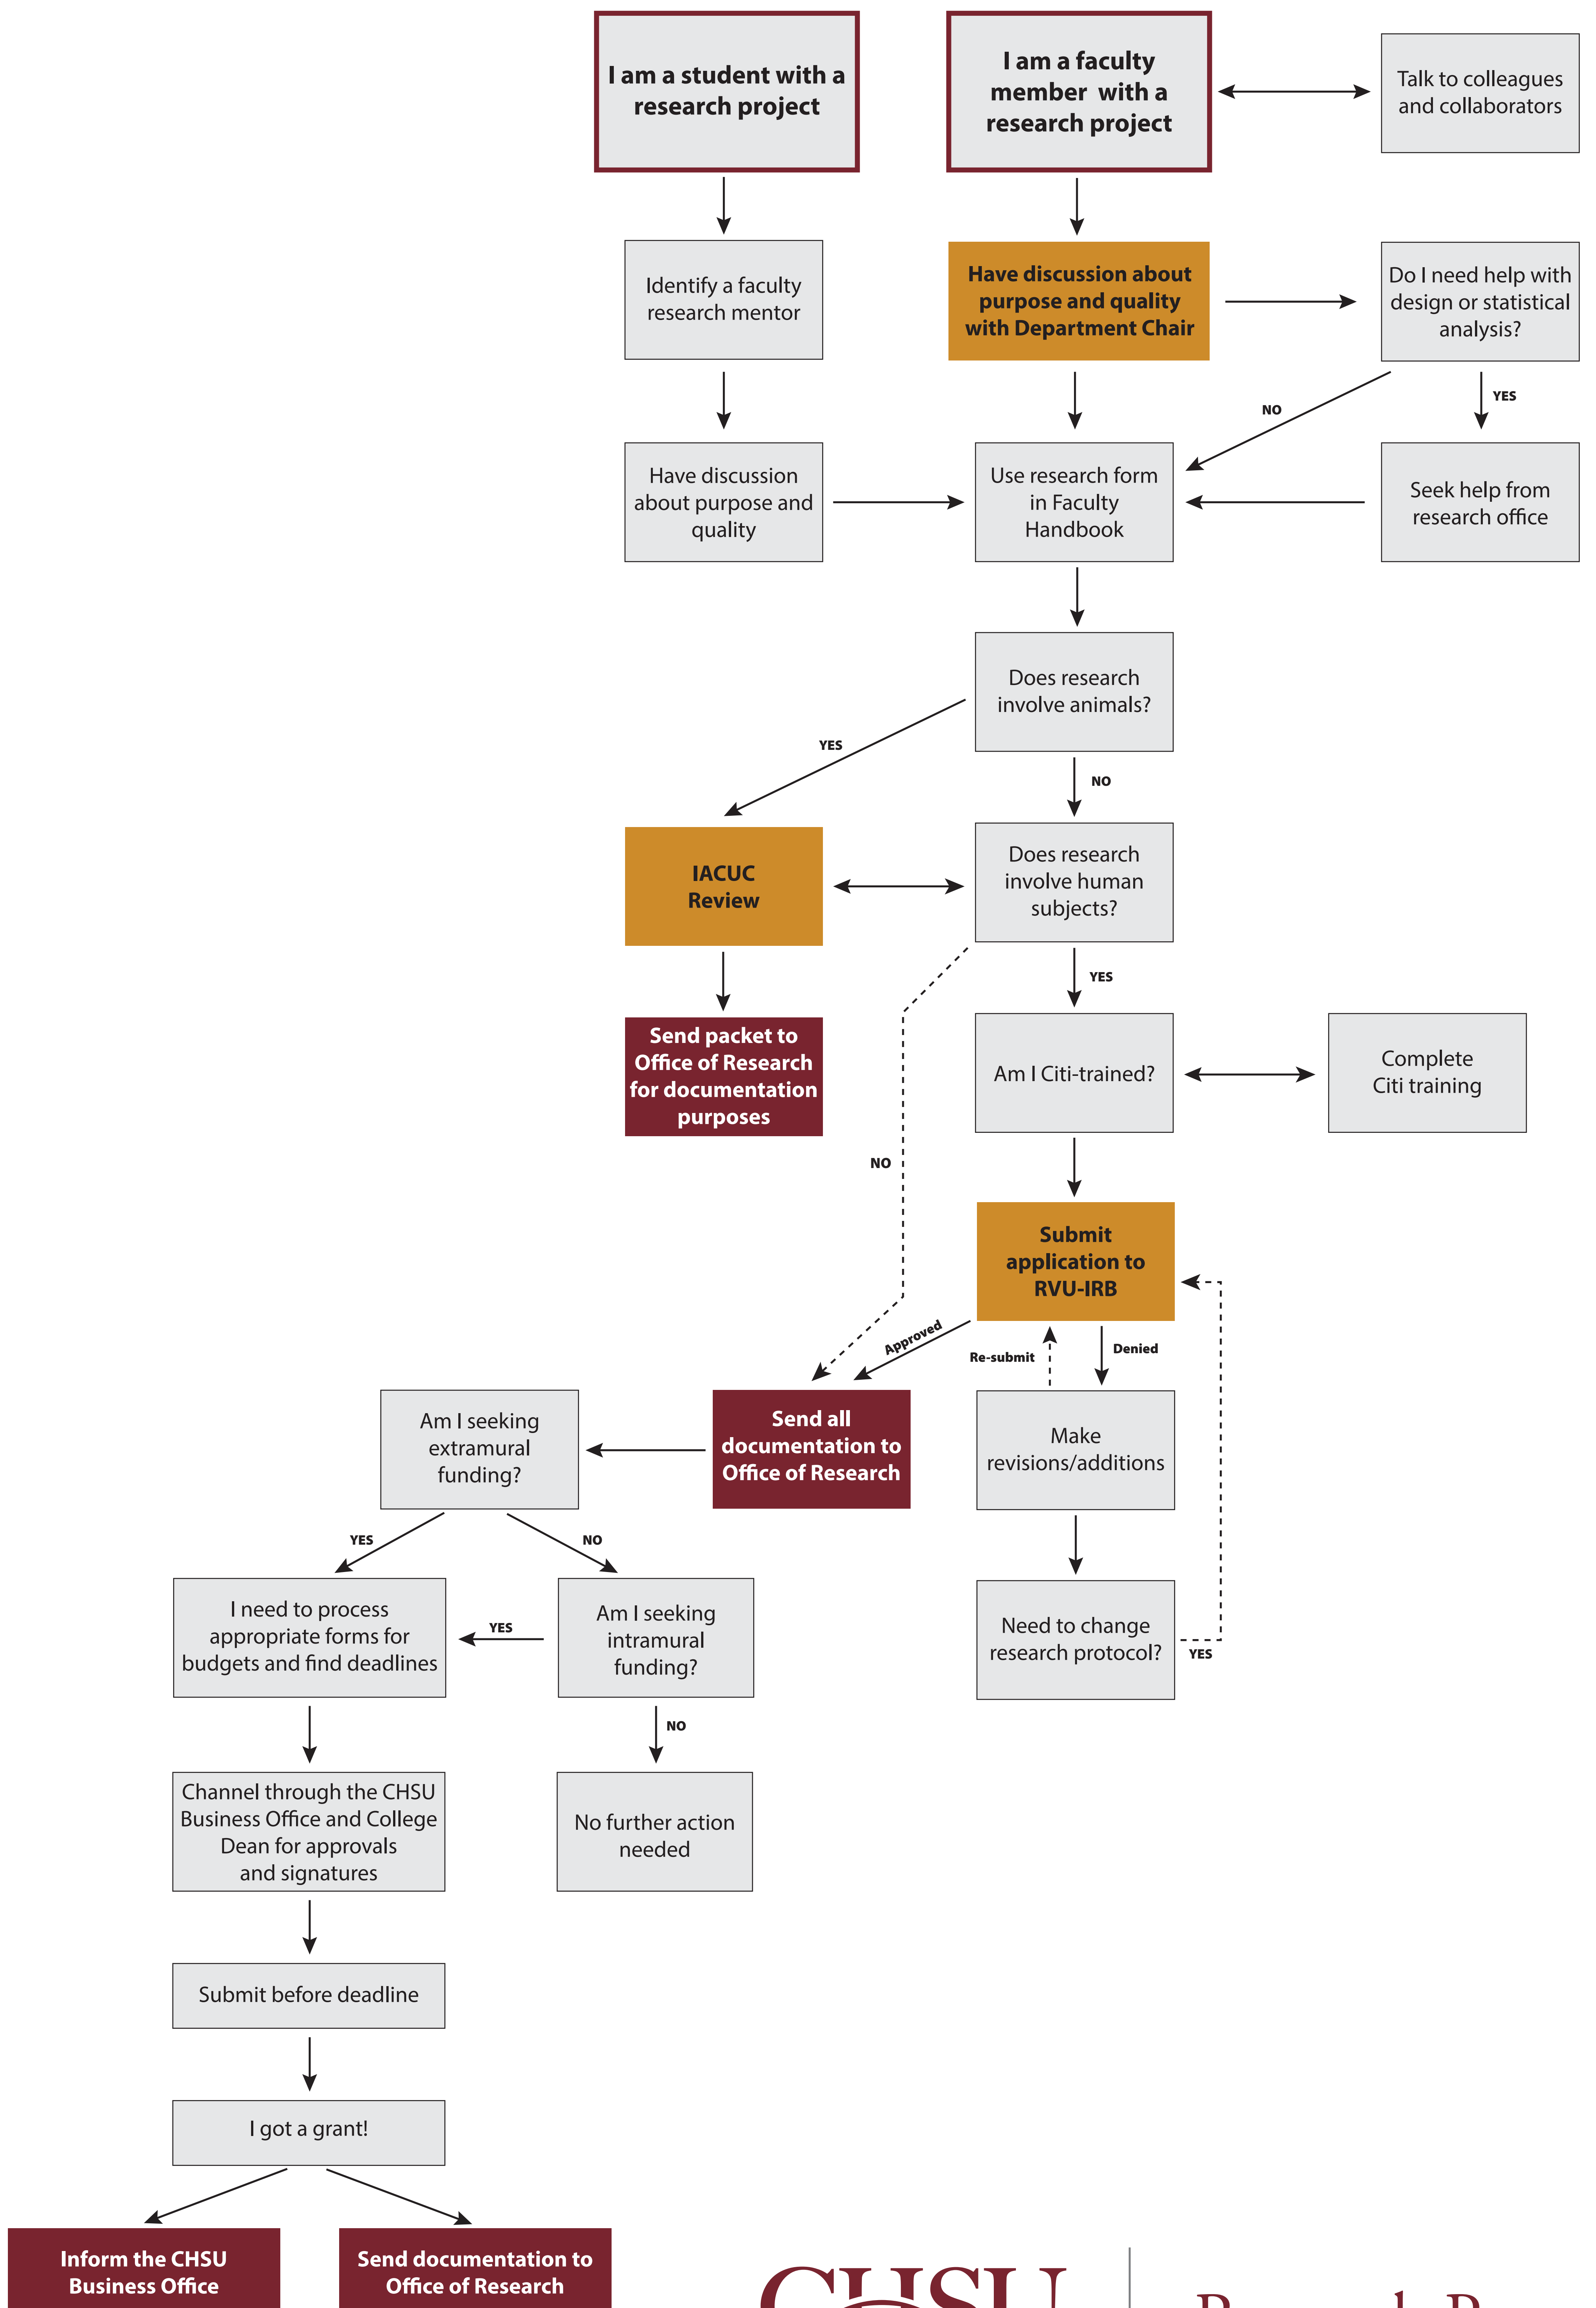 I am a student with a
research project
I am a faculty
member with a
research project
Talk to colleagues
and collaborators
Identify a faculty
research mentor
Have discussion about
purpose and quality
with Department Chair
Do I need help with
design or statistical
analysis?
NO
YES
Have discussion
about purpose and
quality
Use research form
in Faculty
Handbook
Seek help from
research office
Does research
involve animals?
YES
NO
IACUC
Review
Does research
involve human
subjects?
YES
Send packet to
Office of Research
for documentation
purposes
Am I Citi-trained?
Complete
Citi training
NO
Submit
application to
RVU-IRB
Approved
Re-submit
Denied
Am I seeking
extramural
funding?
Send all
documentation to
Office of Research
Make
revisions/additions
YES
NO
I need to process
appropriate forms for
budgets and find deadlines
YES
Am I seeking
intramural
funding?
Need to change
research protocol?
YES
NO
Channel through the CHSU
Business Office and College
Dean for approvals
and signatures
No further action
needed
Submit before deadline
I got a grant!
Inform the CHSU
Business Office
Send documentation to
Office of Research
CHSU